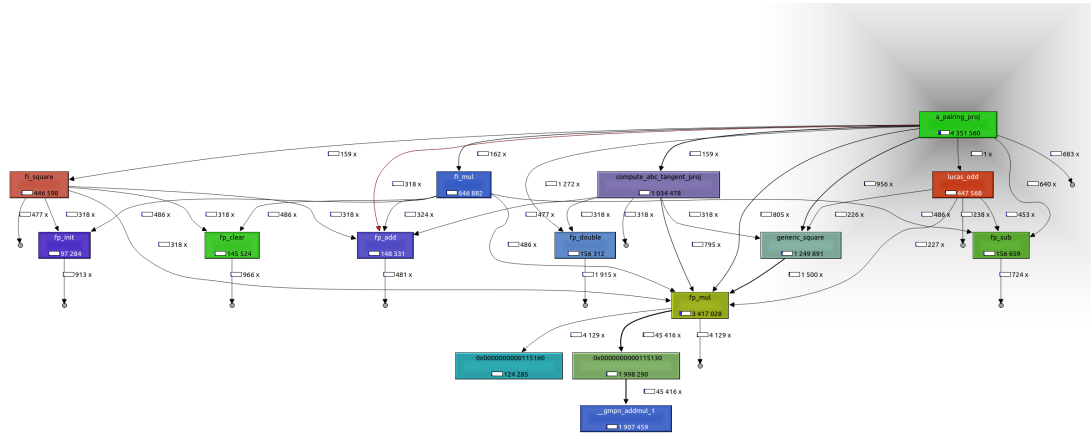 a_pairing_proj
4 351 560
159 x
162 x
159 x
1 x
683 x
fi_square
446 598
318 x
fi_mul
646 882
1 272 x
compute_abc_tangent_proj
1 034 478
956 x
lucas_odd
447 568
640 x
477 x
318 x
486 x
318 x
486 x
318 x
324 x
477 x
318 x
318 x
318 x
805 x
226 x
486 x
238 x
453 x
fp_init
97 284
318 x
fp_clear
145 524
fp_add
148 331
486 x
fp_double
156 312
795 x
generic_square
1 249 891
227 x
fp_sub
156 659
913 x
966 x
481 x
1 915 x
1 500 x
724 x
fp_mul
3 417 028
4 129 x
45 416 x
4 129 x
0x0000000000115160
124 285
0x0000000000115130
1 998 290
45 416 x
__gmpn_addmul_1
1 907 459